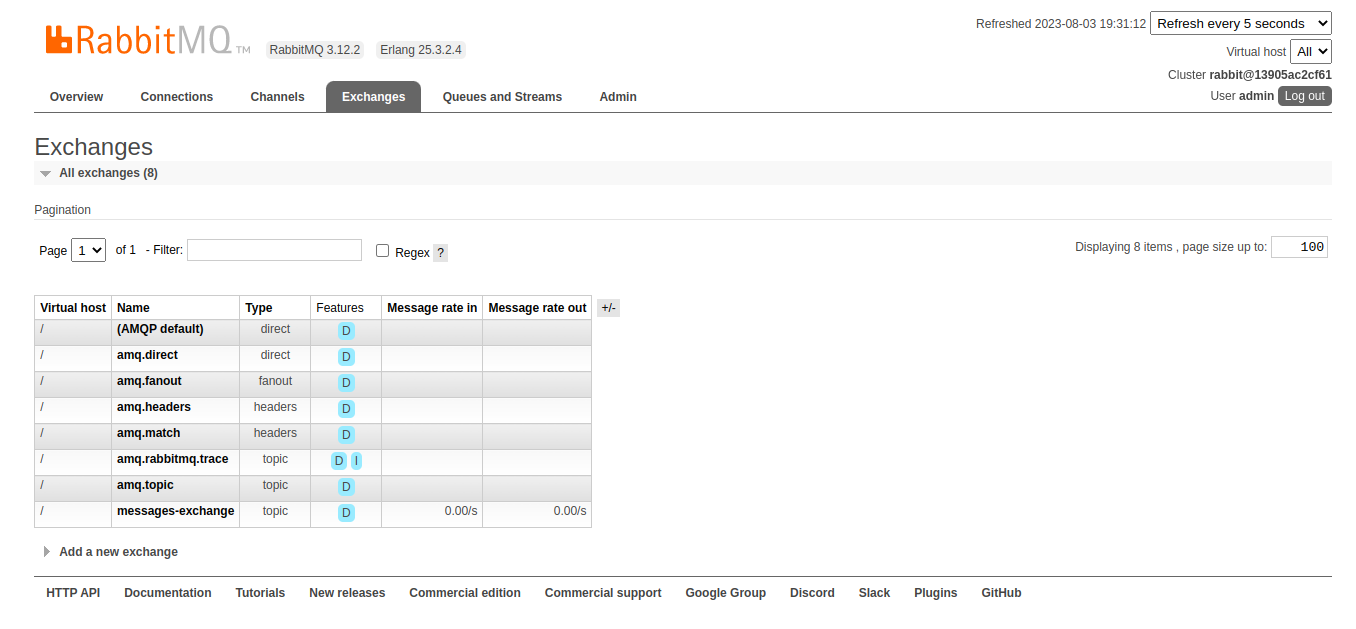 RabbitMQ TM RabbitMQ 3.12.2 Erlang 25.3.2.4
Refreshed 2023-08-03 19:31:12 Refresh every 5 seconds
Virtual host All
Cluster rabbit@13905ac2cf61
User admin Log out
Overview Connections Channels Exchanges Queues and Streams Admin
Exchanges
All exchanges (8)
Pagination
Page 1 of 1 - Filter: Regex ? Displaying 8 items , page size up to: 100
Virtual host Name Type Features Message rate in Message rate out +/-
/ (AMQP default) direct D
/ amq.direct direct D
/ amq.fanout fanout D
/ amq.headers headers D
/ amq.match headers D
/ amq.rabbitmq.trace topic D I
/ amq.topic topic D
/ messages-exchange topic D 0.00/s 0.00/s
Add a new exchange
HTTP API Documentation Tutorials New releases Commercial edition Commercial support Google Group Discord Slack Plugins GitHub